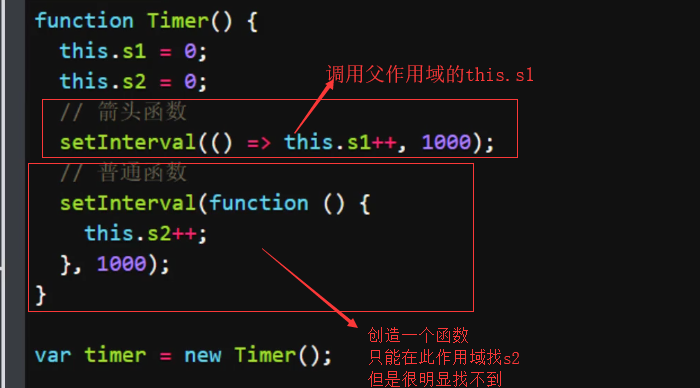 function Timer() {
this.s1 = 0;
this.s2 = 0;
调用父作用域的this.s1
// 箭头函数
setInterval(() => this.s1++, 1000);
// 普通函数
setInterval(function () {
this.s2++;
}, 1000);
}
创造一个函数
只能在此作用域找s2
但是很明显找不到
var timer = new Timer();